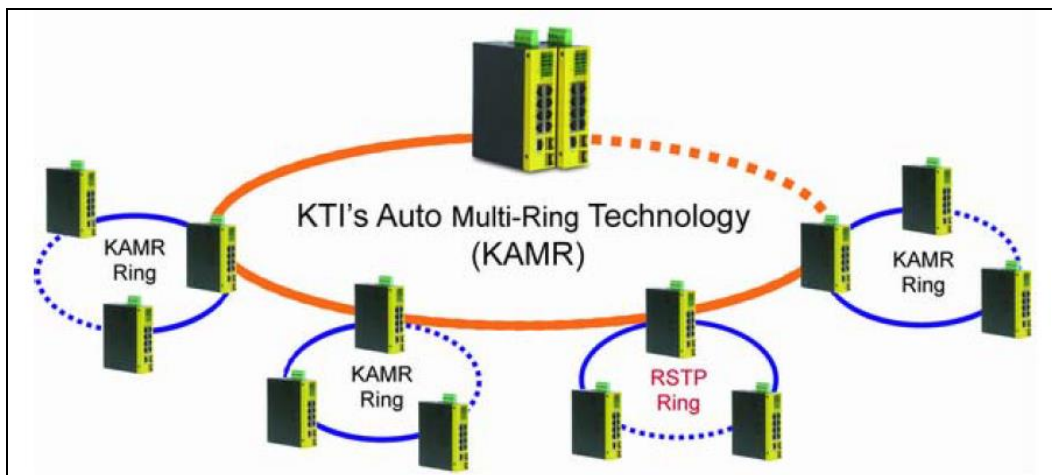 KTI's Auto Multi-Ring Technology
(KAMR)
KAMR
Ring
KAMR
Ring
KAMR
Ring
RSTP
Ring